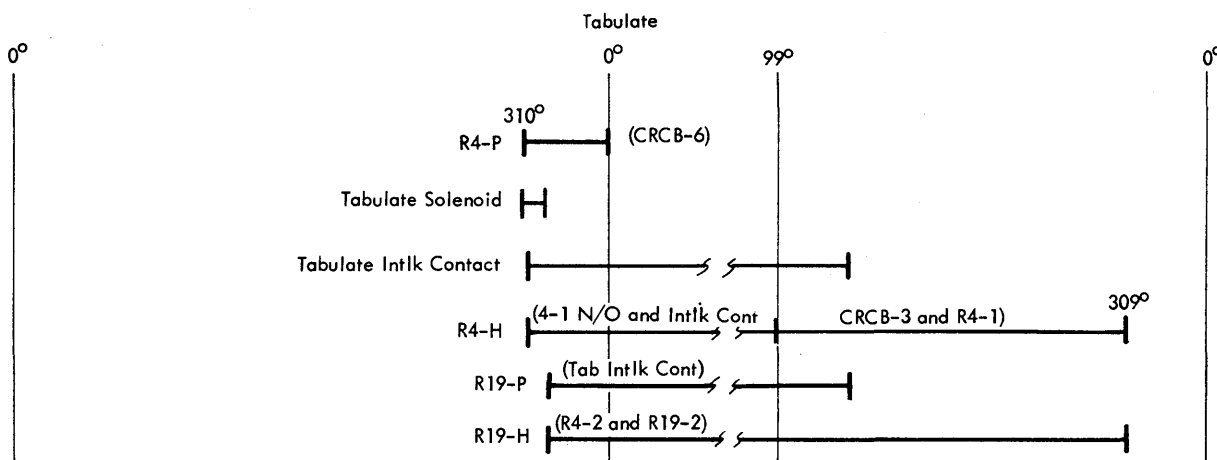 Tabulate
0° 0° 99° 0°
310°
R4-P (CRCB-6)
Tabulate Solenoid
Tabulate Intlk Contact
309°
R4-H (4-1 N/O and Intlk Cont CRCB-3 and R4-1)
R19-P (Tab Intlk Cont)
R19-H (R4-2 and R19-2)